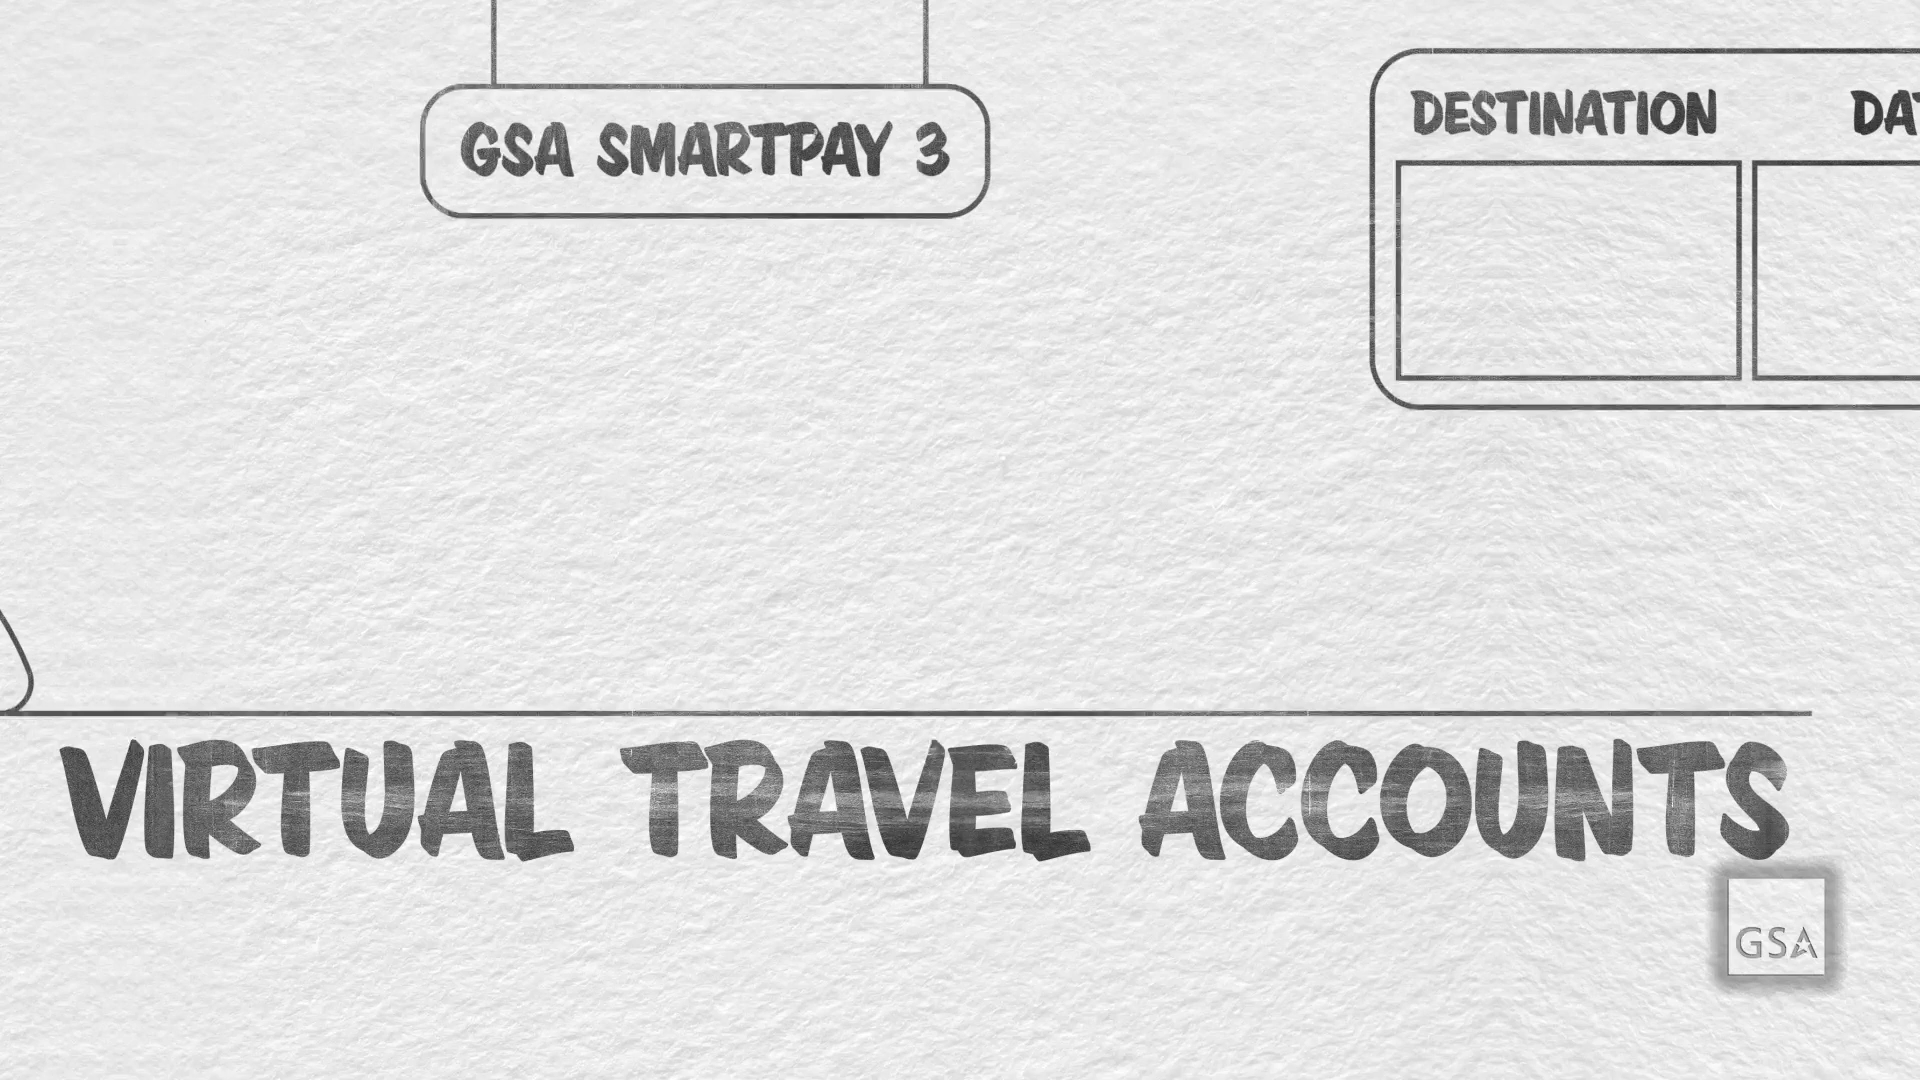 GSA SMARTPAY 3
DESTINATION
VIRTUAL TRAVEL ACCOUNTS
GSA